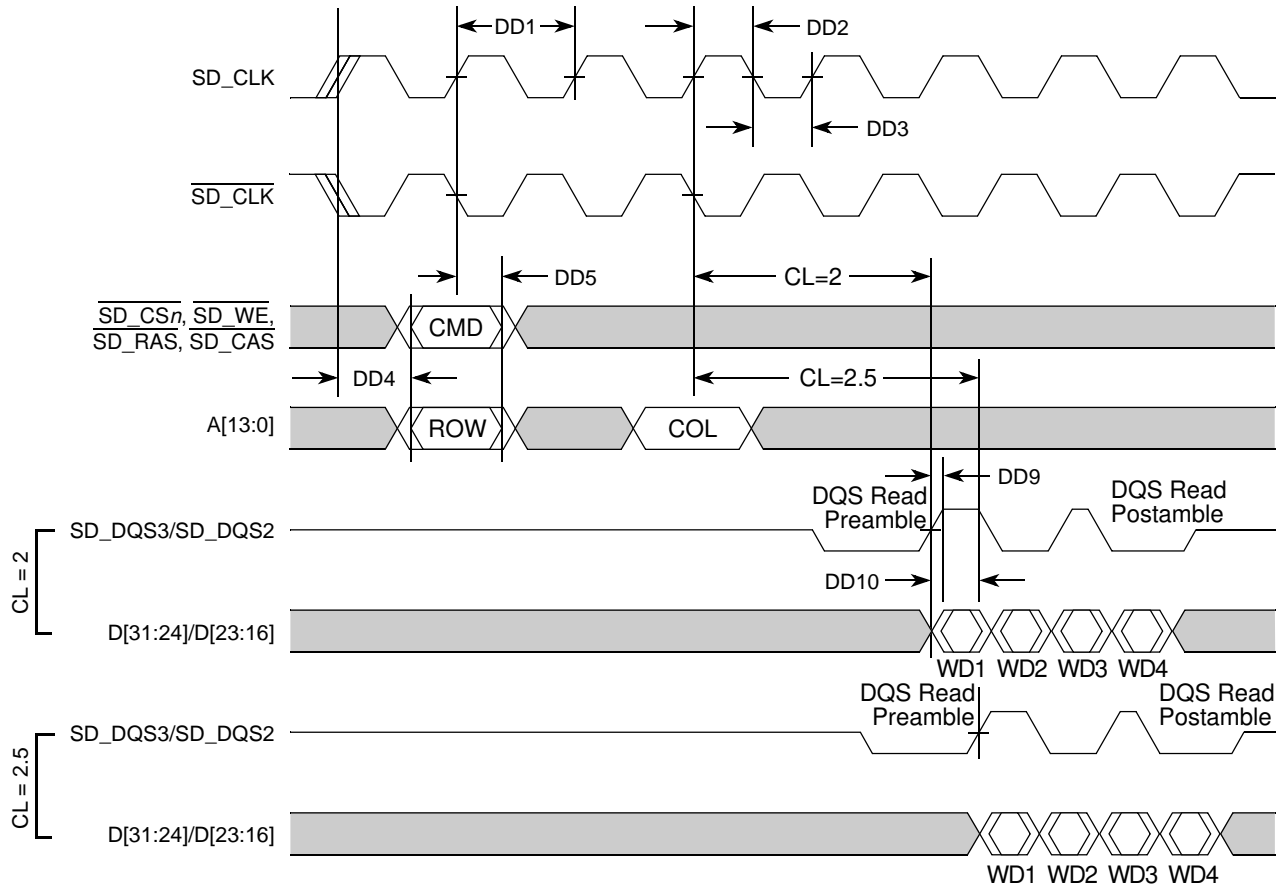 DD1
DD2
SD_CLK
DD3
SD_CLK
CL=2
DD5
SD_CSn, SD_WE,
SD_RAS, SD_CAS
CMD
DD4
CL=2.5
A[13:0]
ROW
COL
DD9
DQS Read
Preamble
DQS Read
Postamble
SD_DQS3/SD_DQS2
CL = 2
DD10
D[31:24]/D[23:16]
WD1 WD2 WD3 WD4
DQS Read
Preamble
DQS Read
Postamble
SD_DQS3/SD_DQS2
CL = 2.5
D[31:24]/D[23:16]
WD1 WD2 WD3 WD4